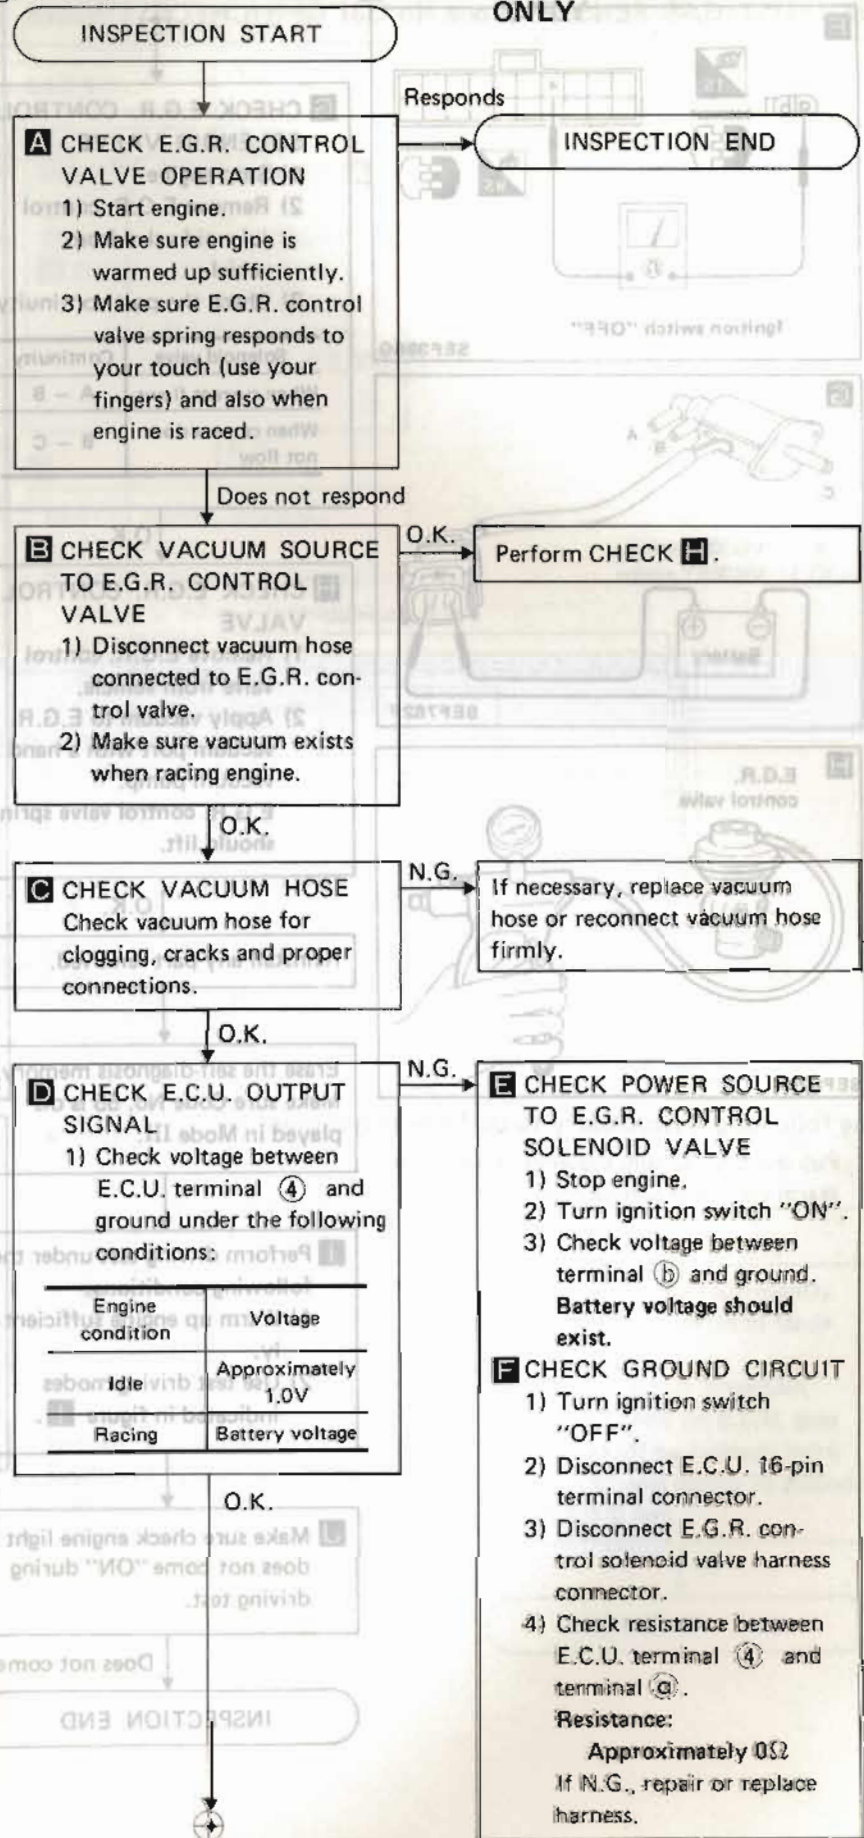 ONLY
INSPECTION START
Responds
A CHECK E.G.R. CONTROL
VALVE OPERATION
1) Start engine.
2) Make sure engine is
warmed up sufficiently.
3) Make sure E.G.R. control
valve spring responds to
your touch (use your
fingers) and also when
engine is raced.
INSPECTION END
Does not respond
B CHECK VACUUM SOURCE
TO E.G.R. CONTROL
VALVE
1) Disconnect vacuum hose
connected to E.G.R. con-
trol valve.
2) Make sure vacuum exists
when racing engine.
O.K.
Perform CHECK H.
O.K.
C CHECK VACUUM HOSE
Check vacuum hose for
clogging, cracks and proper
connections.
N.G.
If necessary, replace vacuum
hose or reconnect vacuum hose
firmly.
O.K.
D CHECK E.C.U. OUTPUT
SIGNAL
1) Check voltage between
E.C.U. terminal ④ and
ground under the following
conditions:
Engine condition Voltage
Idle Approximately 1.0V
Racing Battery voltage
N.G.
E CHECK POWER SOURCE
TO E.G.R. CONTROL
SOLENOID VALVE
1) Stop engine.
2) Turn ignition switch "ON".
3) Check voltage between
terminal ⓑ and ground.
Battery voltage should
exist.
F CHECK GROUND CIRCUIT
1) Turn ignition switch
"OFF".
2) Disconnect E.C.U. 16-pin
terminal connector.
3) Disconnect E.G.R. con-
trol solenoid valve harness
connector.
4) Check resistance between
E.C.U. terminal ④ and
terminal ⓐ.
Resistance:
Approximately 0Ω
If N.G., repair or replace
harness.
O.K.